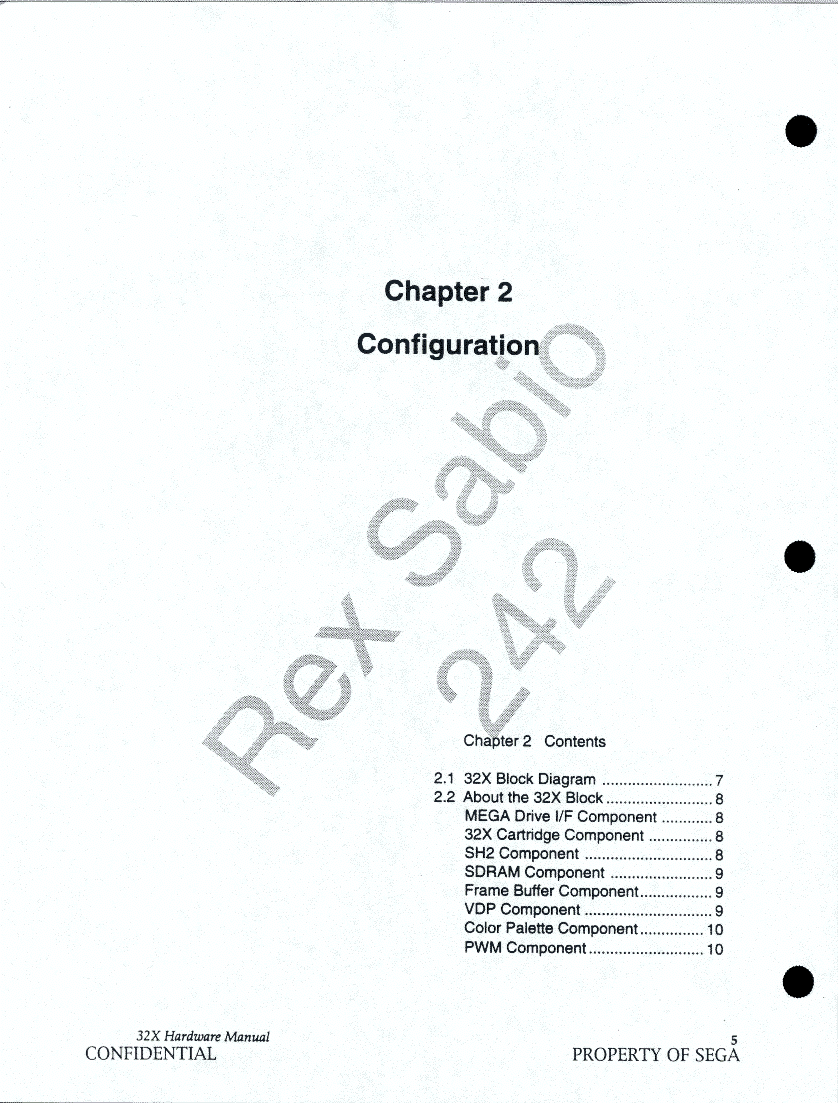 Chapter 2
Configuration
Rex Sabio
242
Chapter 2 Contents
2.1 32X Block Diagram .......................... 7
2.2 About the 32X Block ......................... 8
MEGA Drive I/F Component ............ 8
32X Cartridge Component ............... 8
SH2 Component .............................. 8
SDRAM Component ........................ 9
Frame Buffer Component................. 9
VDP Component .............................. 9
Color Palette Component............... 10
PWM Component........................... 10
32X Hardware Manual
5
CONFIDENTIAL
PROPERTY OF SEGA